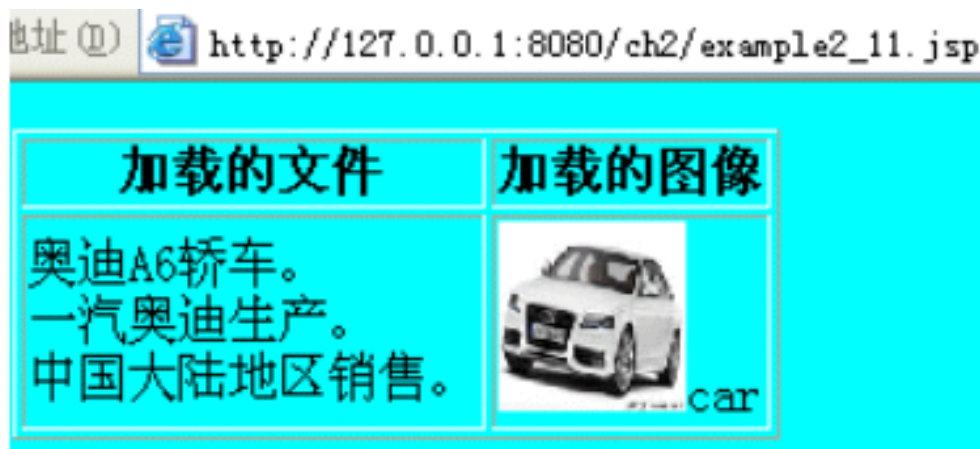 地址(D) http://127.0.0.1:8080/ch2/example2_11.jsp
加载的文件 加载的图像
奥迪A6轿车。
一汽奥迪生产。
中国大陆地区销售。
car